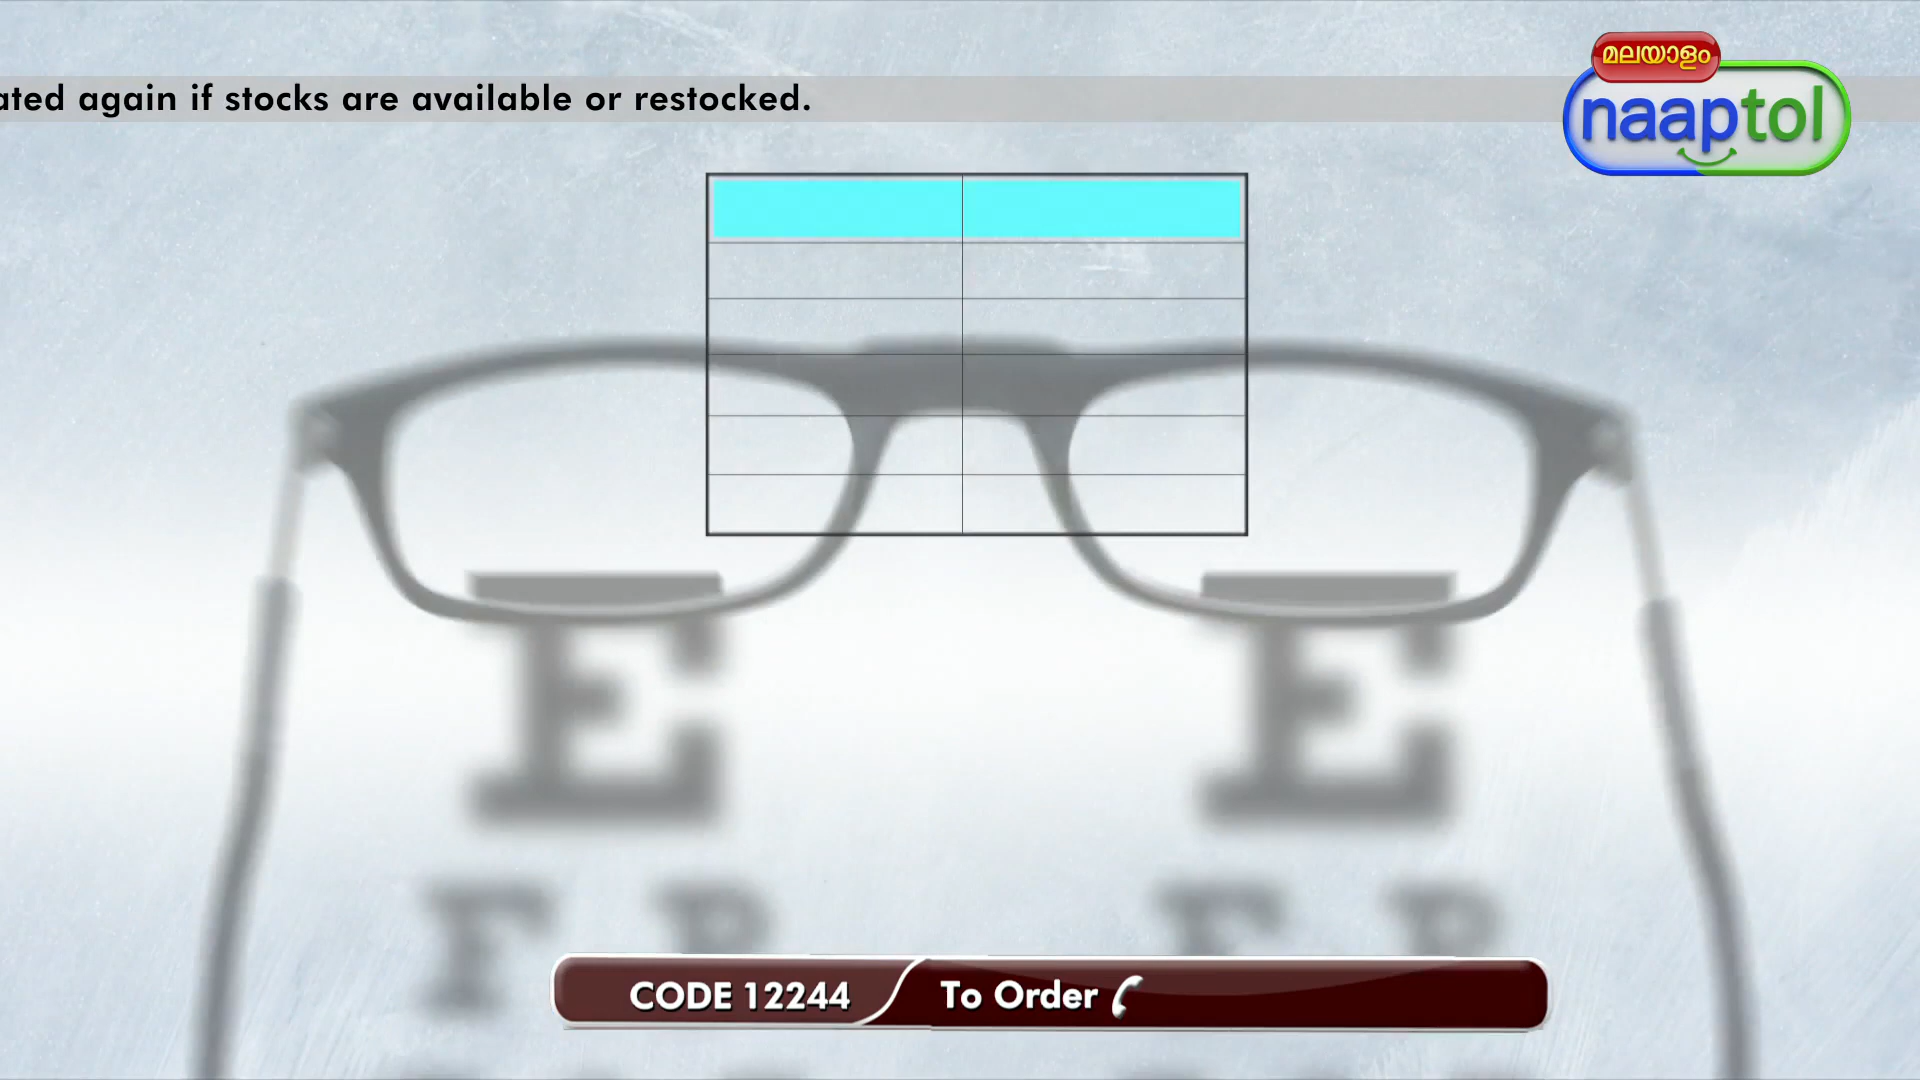 മലയാളം
naaptol
ated again if stocks are available or restocked.
E E
F P F P
CODE 12244 To Order